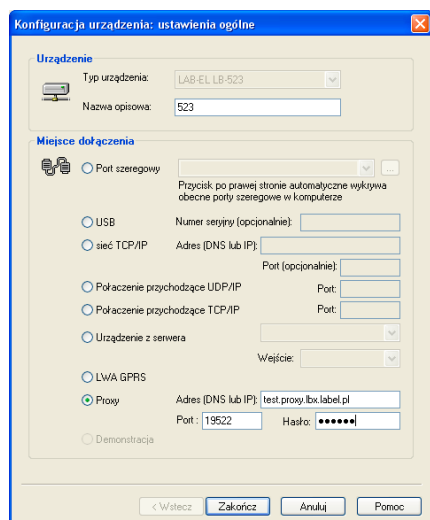 Konfiguracja urządzenia: ustawienia ogólne
Urządzenie
Typ urządzenia: LAB-EL LB-523
Nazwa opisowa: 523
Miejsce dołączenia
Port szeregowy ...
Przycisk po prawej stronie automatyczne wykrywa
obecne porty szeregowe w komputerze
USB Numer seryjny (opcjonalnie):
sieć TCP/IP Adres (DNS lub IP):
Port (opcjonalnie):
Połaczenie przychodzące UDP/IP Port:
Połaczenie przychodzące TCP/IP Port:
Urządzenie z serwera
Wejście:
LWA GPRS
Proxy Adres (DNS lub IP): test.proxy.lbx.label.pl
Port : 19522 Hasło: ●●●●●●
Demonstracja
< Wstecz Zakończ Anuluj Pomoc